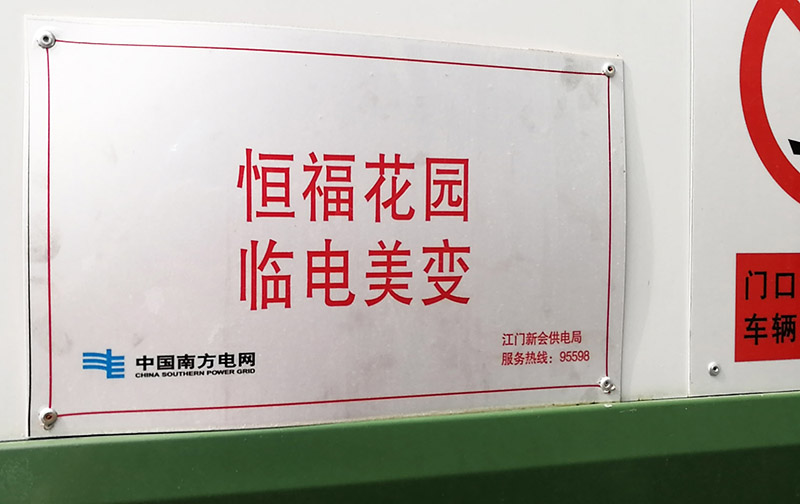 恒福花园
临电美变
中国南方电网
CHINA SOUTHERN POWER GRID
江门新会供电局
服务热线：95598
门口
车辆